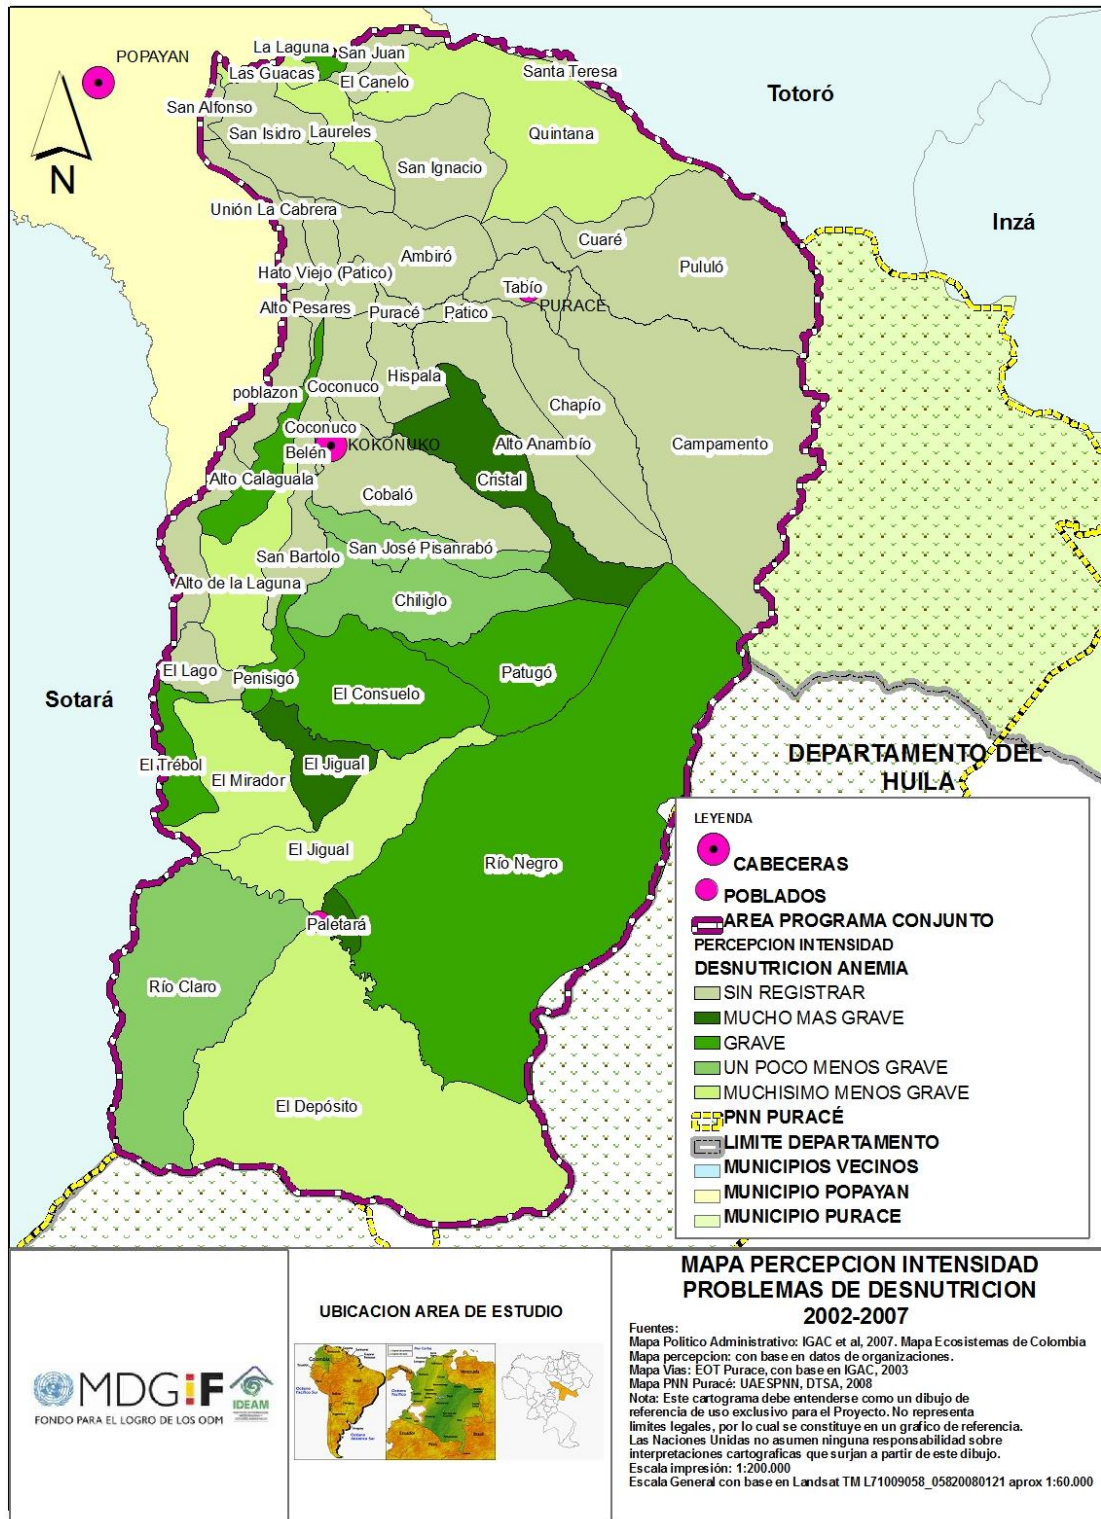 POPAYAN
La Laguna
San Juan
Las Guacas
El Canelo
Santa Teresa
Totoró
San Alfonso
San Isidro
Laureles
Quintana
San Ignacio
Unión La Cabrera
Inzá
Cuaré
Ambiró
Pululó
Hato Viejo (Patico)
Tabío
PURACE
Alto Pesares
Puracé
Patico
Hispala
poblazon
Coconuco
Chapío
Coconuco
KOKONUKO
Alto Anambío
Campamento
Belén
Alto Calaguala
Cristal
Cobaló
San Bartolo
San José Pisanrabó
Alto de la Laguna
Chiliglo
El Lago
Penisigó
Patugó
El Consuelo
Sotará
El Trébol
El Mirador
El Jigual
DEPARTAMENTO DEL
HUILA
El Jigual
Río Negro
Paletará
Río Claro
El Depósito
N
LEYENDA
CABECERAS
POBLADOS
AREA PROGRAMA CONJUNTO
PERCEPCION INTENSIDAD
DESNUTRICION ANEMIA
SIN REGISTRAR
MUCHO MAS GRAVE
GRAVE
UN POCO MENOS GRAVE
MUCHISIMO MENOS GRAVE
PNN PURACÉ
LIMITE DEPARTAMENTO
MUNICIPIOS VECINOS
MUNICIPIO POPAYAN
MUNICIPIO PURACE
MDGIF
IDEAM
FONDO PARA EL LOGRO DE LOS ODM
UBICACION AREA DE ESTUDIO
MAPA PERCEPCION INTENSIDAD
PROBLEMAS DE DESNUTRICION
2002-2007
Fuentes:
Mapa Politico Administrativo: IGAC et al, 2007. Mapa Ecosistemas de Colombia
Mapa percepcion: con base en datos de organizaciones.
Mapa Vias: EOT Purace, con base en IGAC, 2003
Mapa PNN Puracé: UAESPNN, DTSA, 2008
Nota: Este cartograma debe entenderse como un dibujo de
referencia de uso exclusivo para el Proyecto. No representa
limites legales, por lo cual se constituye en un grafico de referencia.
Las Naciones Unidas no asumen ninguna responsabilidad sobre
interpretaciones cartograficas que surjan a partir de este dibujo.
Escala impresión: 1:200.000
Escala General con base en Landsat TM L71009058_05820080121 aprox 1:60.000